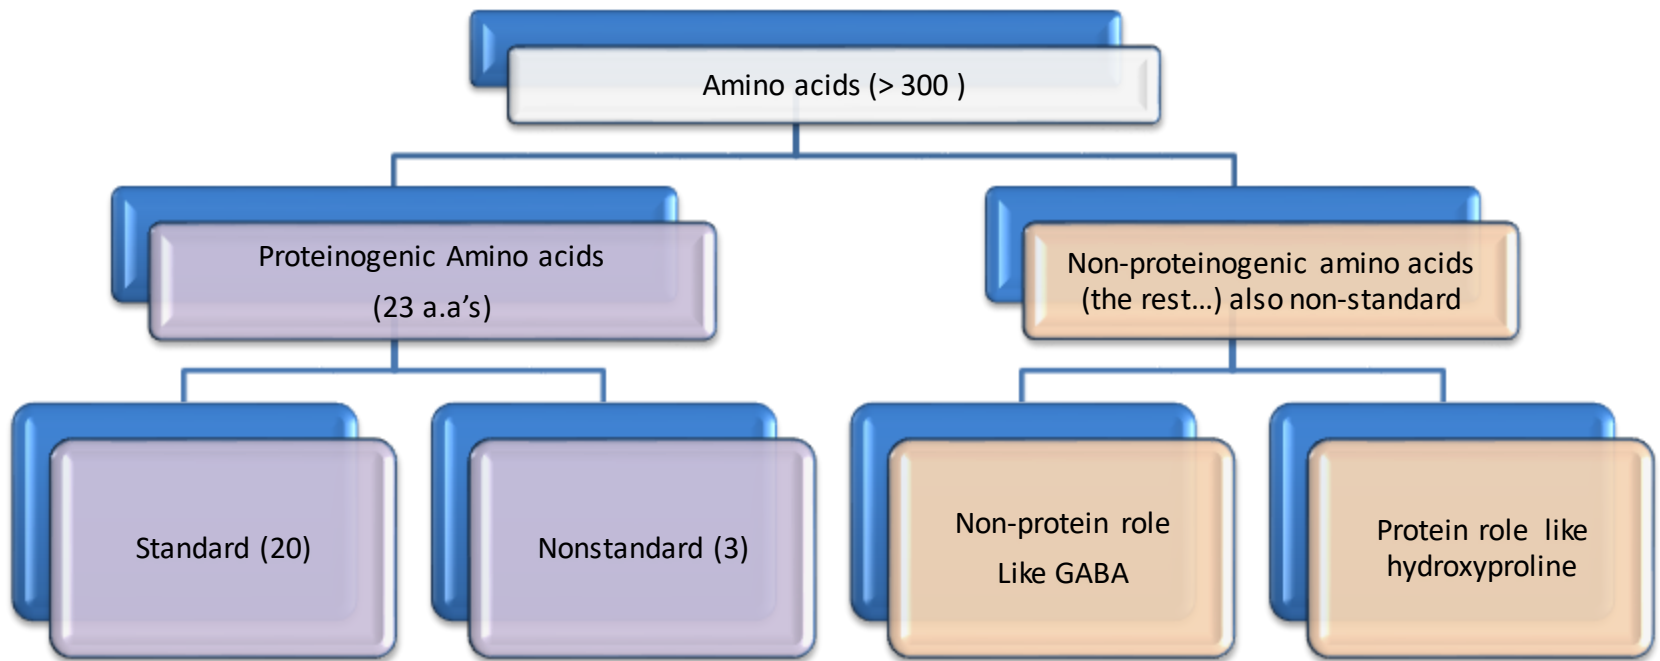 Amino acids (> 300 )
Proteinogenic Amino acids
(23 a.a’s)
Non-proteinogenic amino acids
(the rest...) also non-standard
Standard (20)
Nonstandard (3)
Non-protein role
Like GABA
Protein role like
hydroxyproline